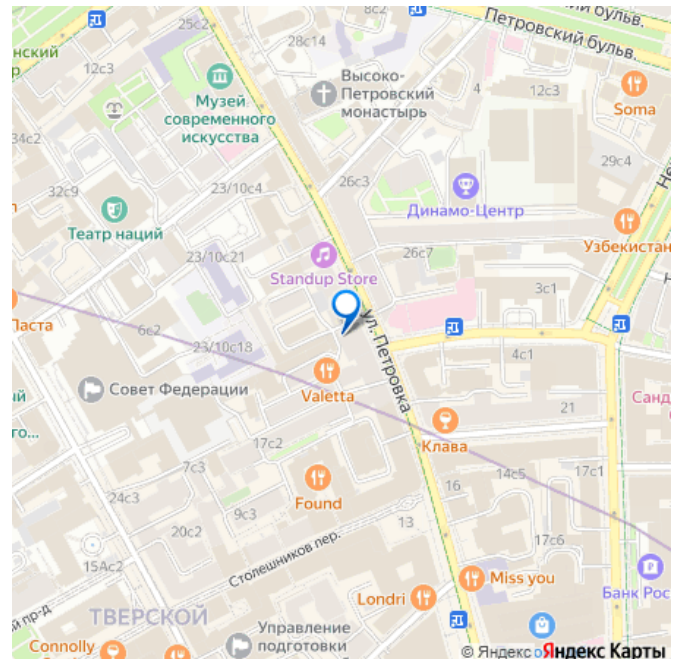 25с2
8с2
Петровский бульв.
бульв.
28с14
12с3
Высоко-
Петровский
монастырь
4
12с3
Soma
Музей
современного
искусства
34с2
29с4
32с9
23/10с4
26с3
Динамо-Центр
Театр наций
Узбекистан
23/10с21
26с7
Standup Store
3с1
Паста
6с2
ул. Петровка
23/10с18
4с1
Совет Федерации
Valetta
21
Клава
17с2
7с3
16
14с5
17с1
24с3
Found
9с3
13
20с2
17с6
15Ас2
Столешников пер.
Miss you
Londri
Банк Рос
ТВЕРСКОЙ
Управление
подготовки
Connolly
© Яндекс
Яндекс Карты